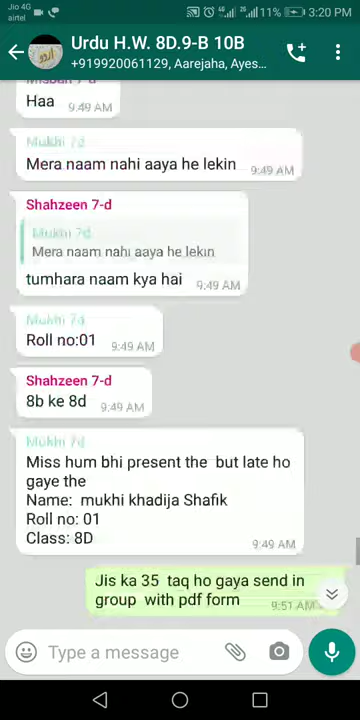 Jio 4G
airtel
4G 2G 11% 3:20 PM
Urdu H.W. 8D.9-B 10B
+919920061129, Aarejaha, Ayes...
Misbah 7-d
Haa 9:49 AM
Mukhi 7d
Mera naam nahi aaya he lekin 9:49 AM
Shahzeen 7-d
Mukhi 7d
Mera naam nahi aaya he lekin
tumhara naam kya hai 9:49 AM
Mukhi 7d
Roll no:01 9:49 AM
Shahzeen 7-d
8b ke 8d 9:49 AM
Mukhi 7d
Miss hum bhi present the but late ho
gaye the
Name: mukhi khadija Shafik
Roll no: 01
Class: 8D
9:49 AM
Jis ka 35 taq ho gaya send in
group with pdf form 9:51 AM
Type a message